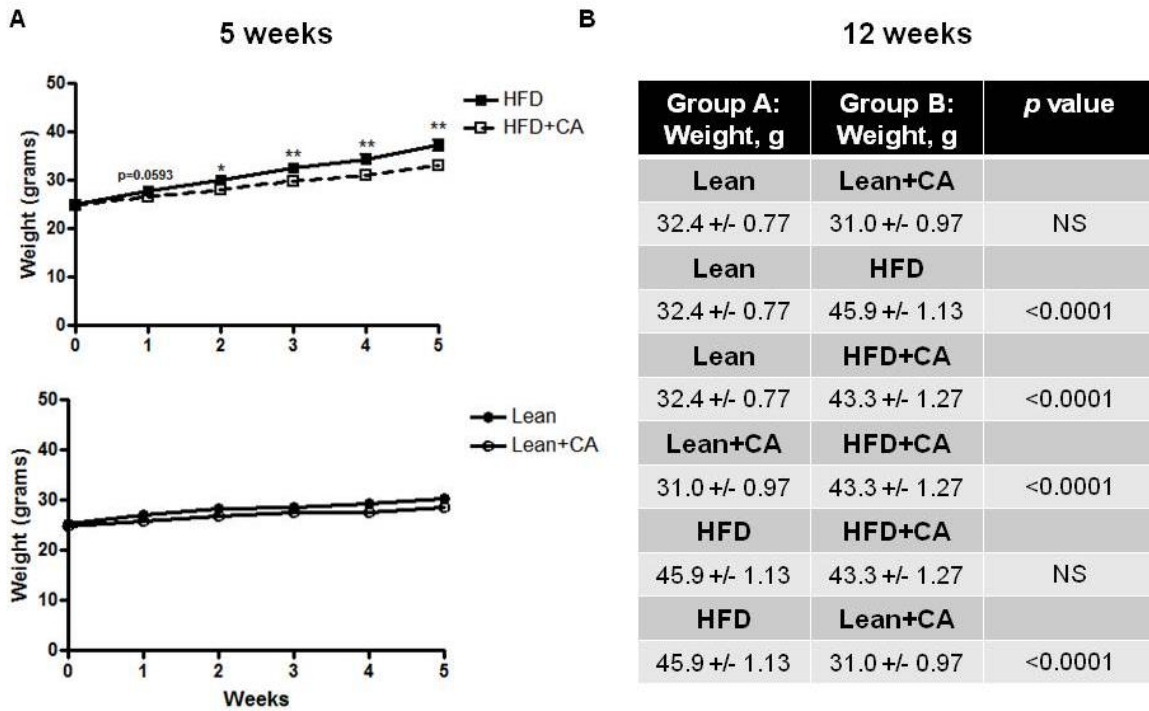 A
5 weeks
50
40
30
20
10
0
Weight (grams)
p=0.0593
*
**
**
**
HFD
HFD+CA
0 1 2 3 4 5
50
40
30
20
10
0
Weight (grams)
Lean
Lean+CA
0 1 2 3 4 5
Weeks
B
12 weeks
Group A: Group B: p value
Weight, g Weight, g
Lean Lean+CA
32.4 +/- 0.77 31.0 +/- 0.97 NS
Lean HFD
32.4 +/- 0.77 45.9 +/- 1.13 <0.0001
Lean HFD+CA
32.4 +/- 0.77 43.3 +/- 1.27 <0.0001
Lean+CA HFD+CA
31.0 +/- 0.97 43.3 +/- 1.27 <0.0001
HFD HFD+CA
45.9 +/- 1.13 43.3 +/- 1.27 NS
HFD Lean+CA
45.9 +/- 1.13 31.0 +/- 0.97 <0.0001